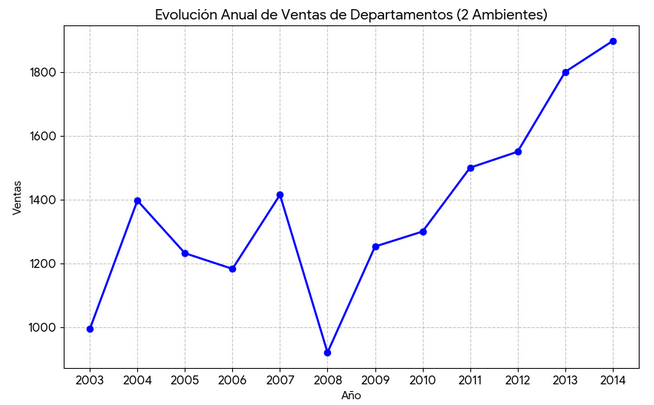 Evolución Anual de Ventas de Departamentos (2 Ambientes)
Ventas
1800
1600
1400
1200
1000
2003 2004 2005 2006 2007 2008 2009 2010 2011 2012 2013 2014
Año